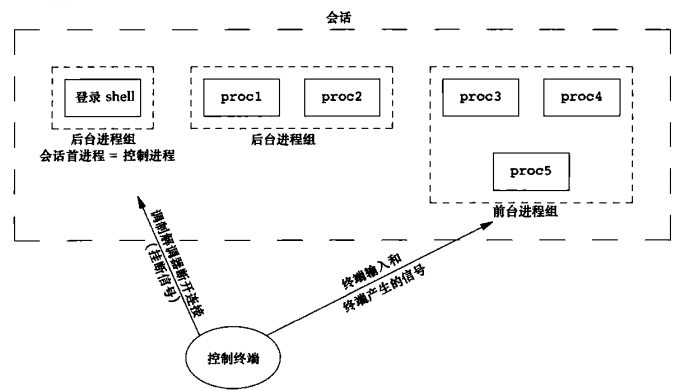 会话
登录 shell
proc1
proc2
proc3
proc4
proc5
后台进程组
会话首进程 = 控制进程
后台进程组
前台进程组
调制解调器断开连接
(挂断信号)
终端输入和
终端产生的信号
控制终端